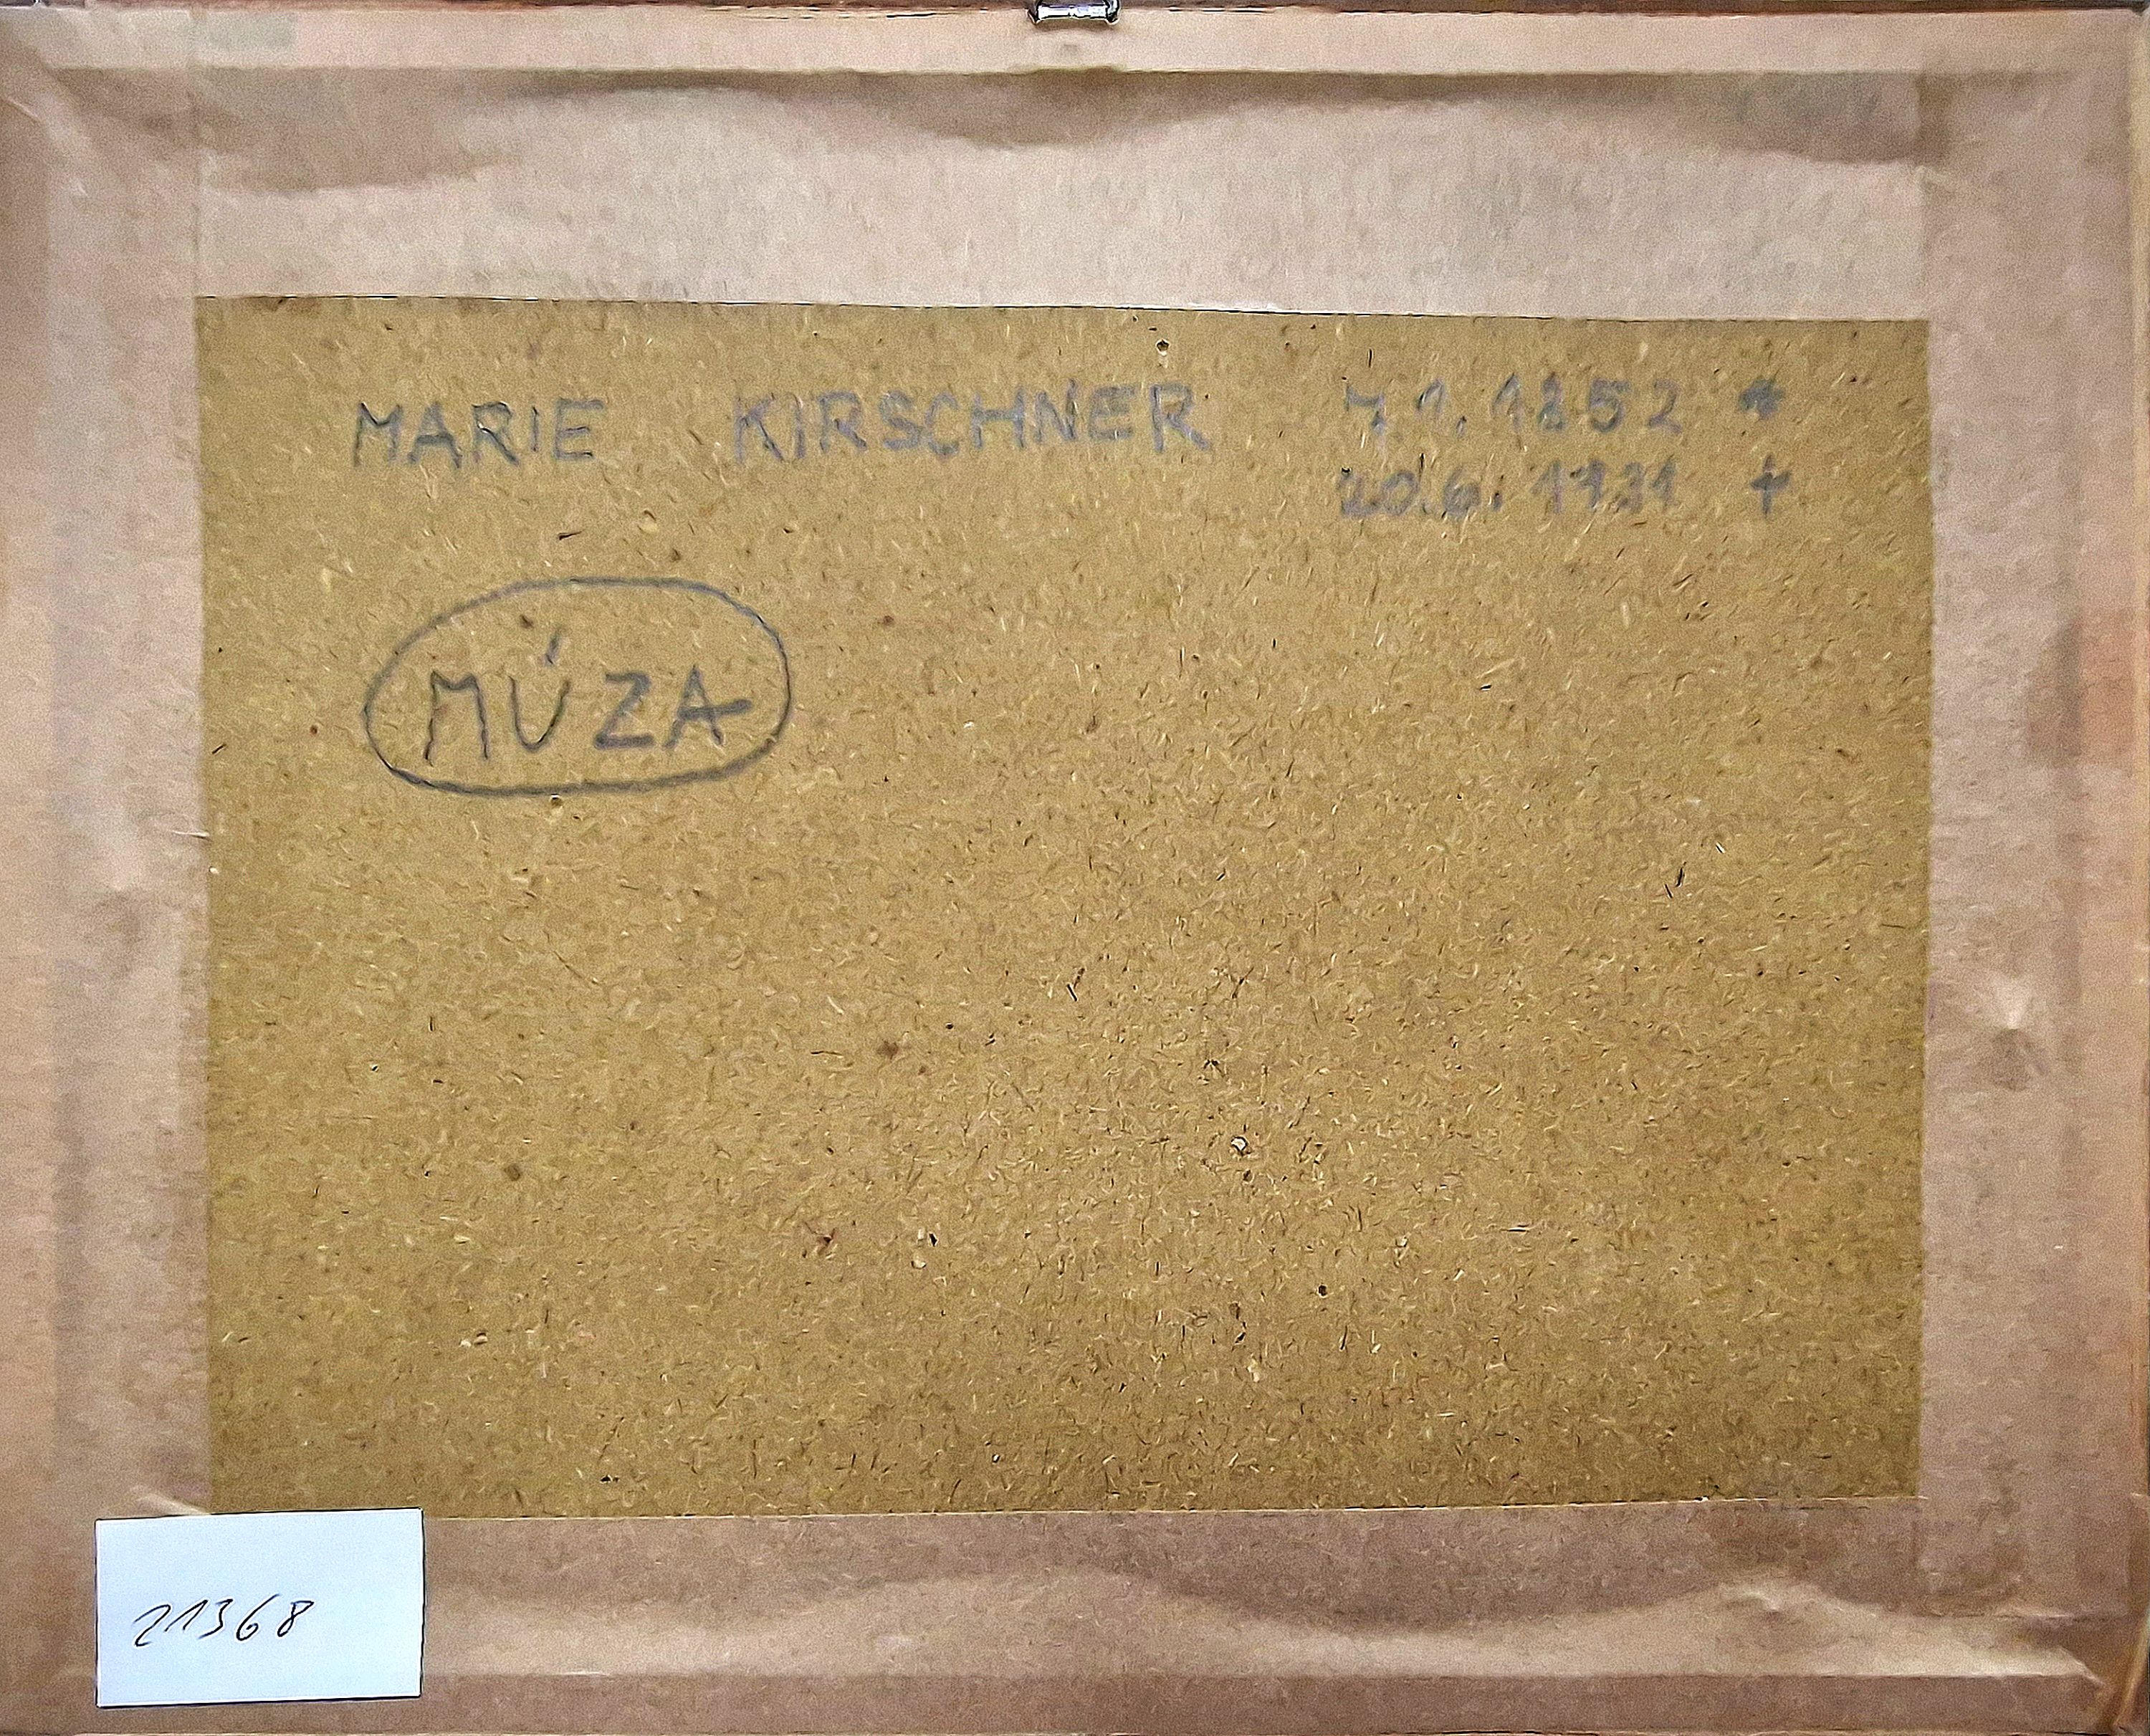 MARIE KIRSCHNER 7.1.1852 *
20.6.1931 +
MÚZA
21368